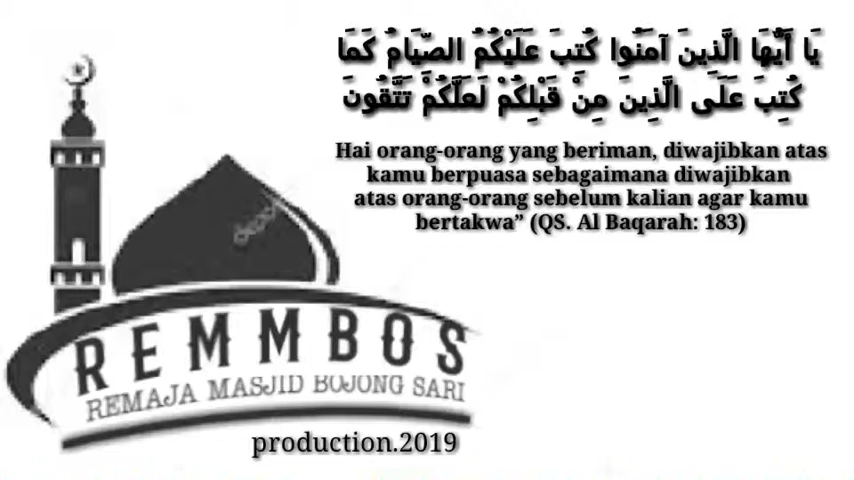 يَا أَيُّهَا الَّذِينَ آمَنُوا كُتِبَ عَلَيْكُمُ الصِّيَامُ كَمَا
كُتِبَ عَلَى الَّذِينَ مِنْ قَبْلِكُمْ لَعَلَّكُمْ تَتَّقُونَ
Hai orang-orang yang beriman, diwajibkan atas
kamu berpuasa sebagaimana diwajibkan
atas orang-orang sebelum kalian agar kamu
bertakwa” (QS. Al Baqarah: 183)
REMMBOS
REMAJA MASJID BOJONG SARI
production.2019